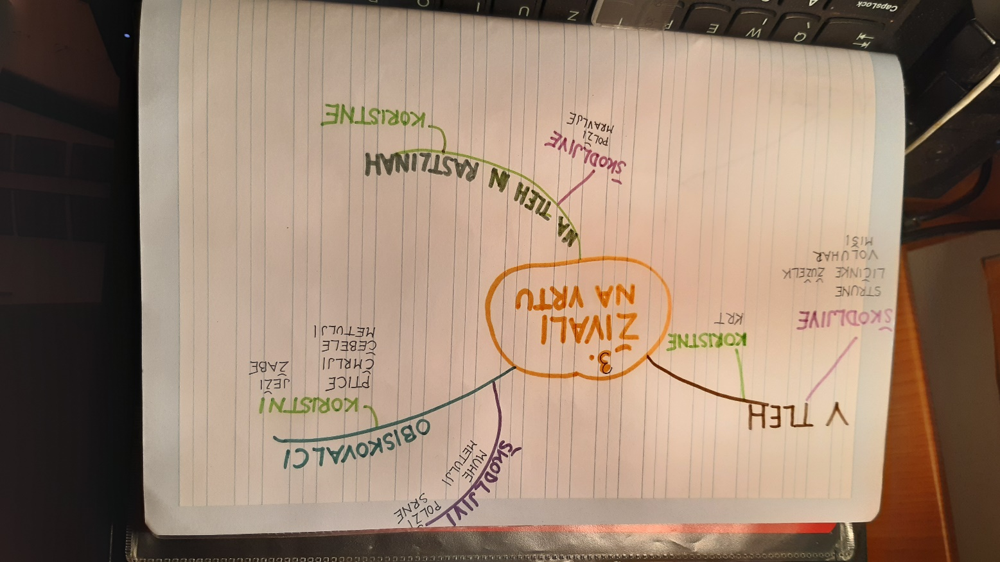 3.
ŽIVALI
NA VRTU
V TLEH
ŠKODLJIVE
STRUNE
LIČINKE ŽUŽELK
VOLUHAR
MIŠI
KORISTNE
KRT
NA TLEH IN RASTLINAH
ŠKODLJIVE
POLŽI
MRAVLJE
KORISTNE
OBISKOVALCI
KORISTNI
PTICE
ČMRLJI
ČEBELE
METULJI
JEŽI
ŽABE
ŠKODLJIVI
METULJI
MUHE
SRNE
POLŽI
CapsLock
Q
W
E
R
T
Z
U
I
O
A